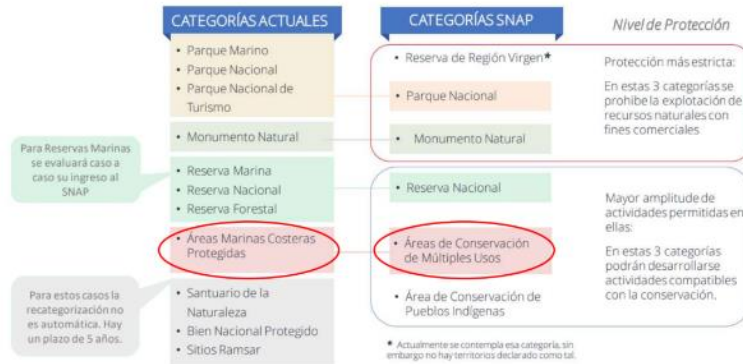 CATEGORÍAS ACTUALES
• Parque Marino
• Parque Nacional
• Parque Nacional de
Turismo
• Monumento Natural
• Reserva Marina
• Reserva Nacional
• Reserva Forestal
• Áreas Marinas Costeras
Protegidas
• Santuario de la
Naturaleza
• Bien Nacional Protegido
• Sitios Ramsar
Para Reservas Marinas
se evaluará caso a
caso su ingreso al
SNAP
Para estos casos la
recategorización no
es automática. Hay
un plazo de 5 años.
CATEGORÍAS SNAP
• Reserva de Región Virgen*
• Parque Nacional
• Monumento Natural
• Reserva Nacional
• Áreas de Conservación
de Múltiples Usos
• Área de Conservación de
Pueblos Indígenas
* Actualmente se contempla esa categoría, sin
embargo no hay territorios declarado como tal.
Nivel de Protección
Protección más estricta:
En estas 3 categorías se
prohibe la explotación de
recursos naturales con
fines comerciales
Mayor amplitude de
actividades permitidas en
ellas:
En estas 3 categorías
podrán desarrollarse
actividades compatibles
con la conservación.